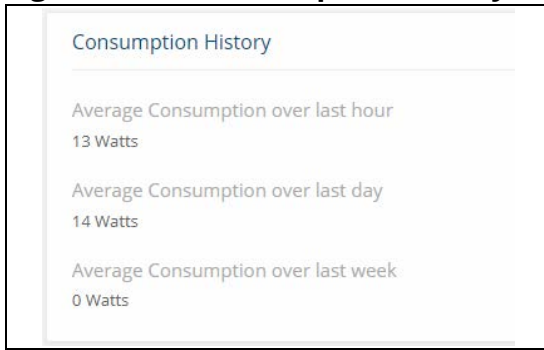 Consumption History
Average Consumption over last hour
13 Watts
Average Consumption over last day
14 Watts
Average Consumption over last week
0 Watts